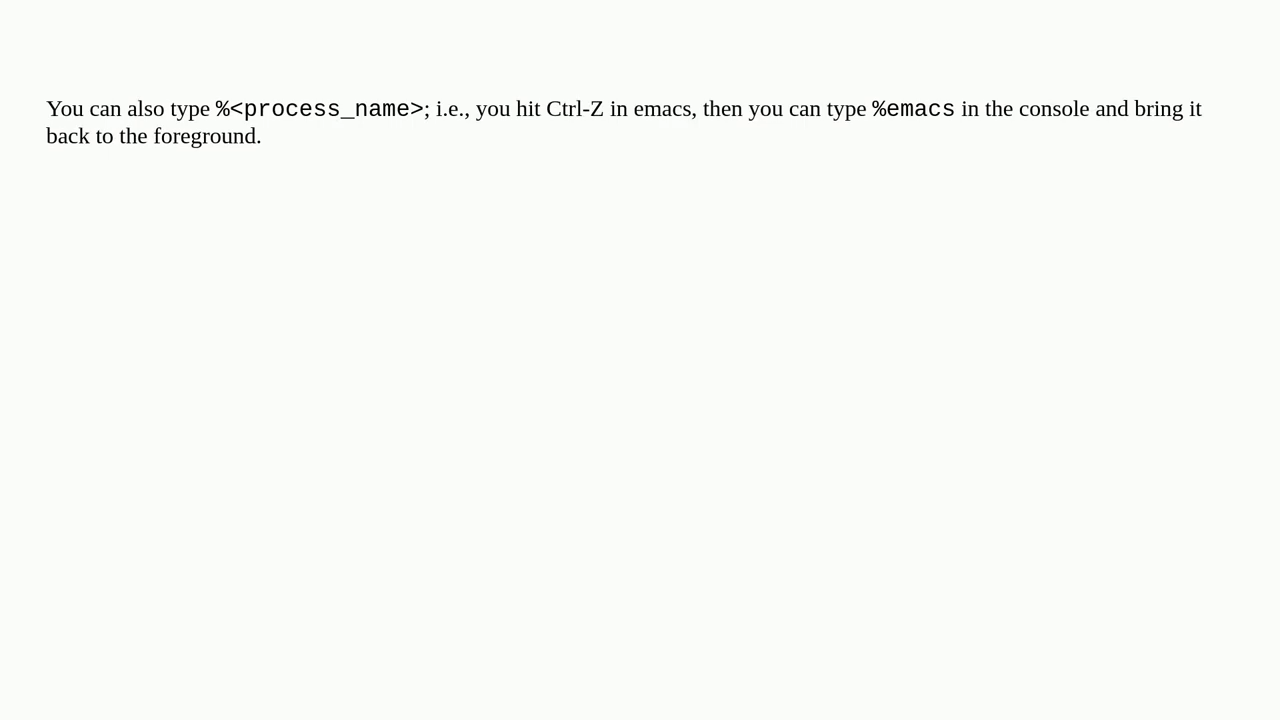 You can also type %<process_name>; i.e., you hit Ctrl-Z in emacs, then you can type %emacs in the console and bring it
back to the foreground.